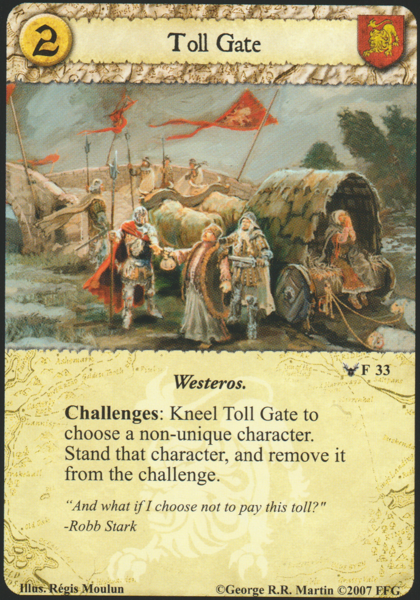 2
Toll Gate
F 33
Westeros.
Challenges: Kneel Toll Gate to
choose a non-unique character.
Stand that character, and remove it
from the challenge.
“And what if I choose not to pay this toll?"
-Robb Stark
Illus. Régis Moulun
©George R.R. Martin ©2007 FFG